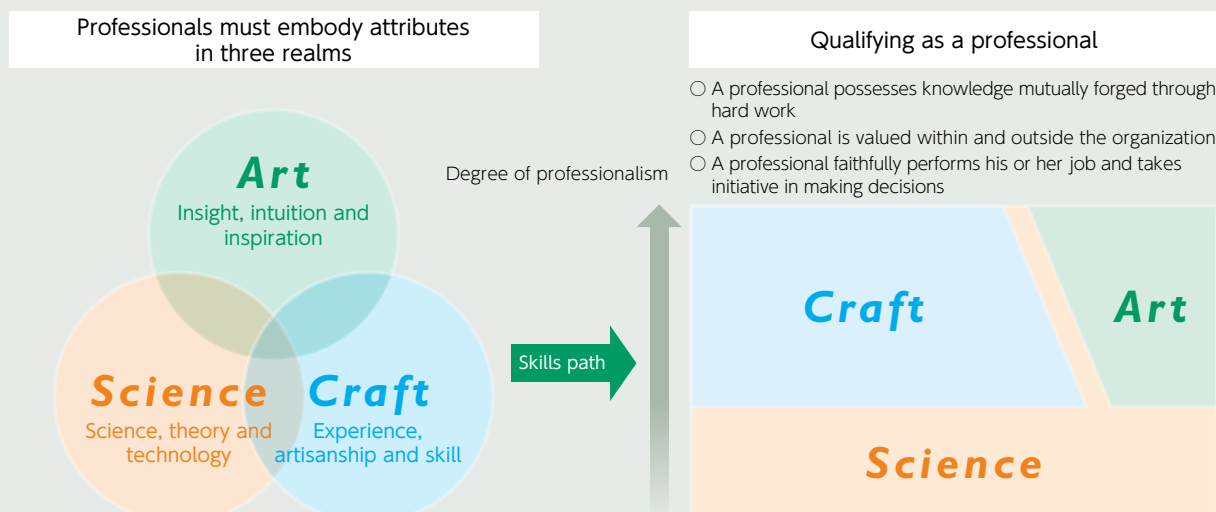 Professionals must embody attributes
in three realms
Art
Insight, intuition and
inspiration
Science
Science, theory and
technology
Craft
Experience,
artisanship and skill
Skills path
Degree of professionalism
Qualifying as a professional
○ A professional possesses knowledge mutually forged through
hard work
○ A professional is valued within and outside the organization
○ A professional faithfully performs his or her job and takes
initiative in making decisions
Craft
Art
Science